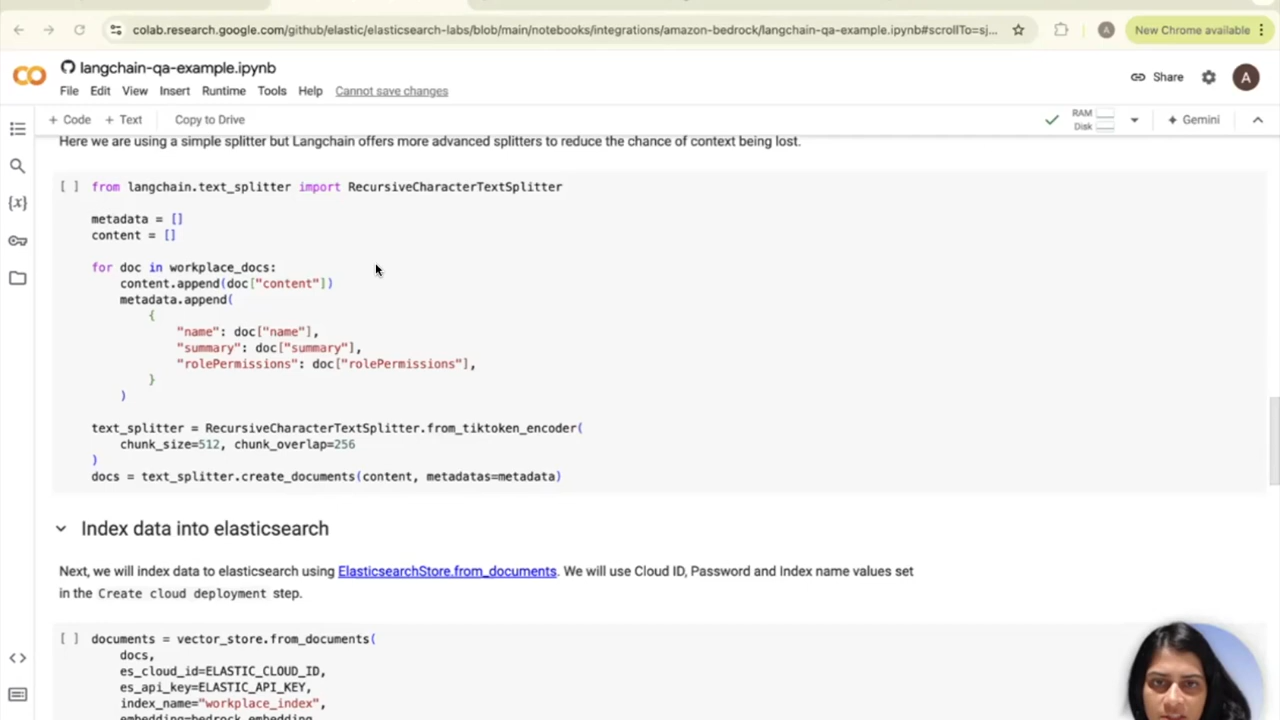 colab.research.google.com/github/elastic/elasticsearch-labs/blob/main/notebooks/integrations/amazon-bedrock/langchain-qa-example.ipynb#scrollTo=sj...
A
New Chrome available
CO
langchain-qa-example.ipynb
Share
A
File Edit View Insert Runtime Tools Help Cannot save changes
+ Code + Text Copy to Drive
RAM
Disk
Gemini
Here we are using a simple splitter but Langchain offers more advanced splitters to reduce the chance of context being lost.
{x}
[ ] from langchain.text_splitter import RecursiveCharacterTextSplitter
metadata = []
content = []
for doc in workplace_docs:
content.append(doc["content"])
metadata.append(
{
"name": doc["name"],
"summary": doc["summary"],
"rolePermissions": doc["rolePermissions"],
}
)
text_splitter = RecursiveCharacterTextSplitter.from_tiktoken_encoder(
chunk_size=512, chunk_overlap=256
)
docs = text_splitter.create_documents(content, metadatas=metadata)
Index data into elasticsearch
Next, we will index data to elasticsearch using ElasticsearchStore.from_documents. We will use Cloud ID, Password and Index name values set
in the Create cloud deployment step.
[ ] documents = vector_store.from_documents(
docs,
es_cloud_id=ELASTIC_CLOUD_ID,
es_api_key=ELASTIC_API_KEY,
index_name="workplace_index",
embedding=bedrock_embedding,